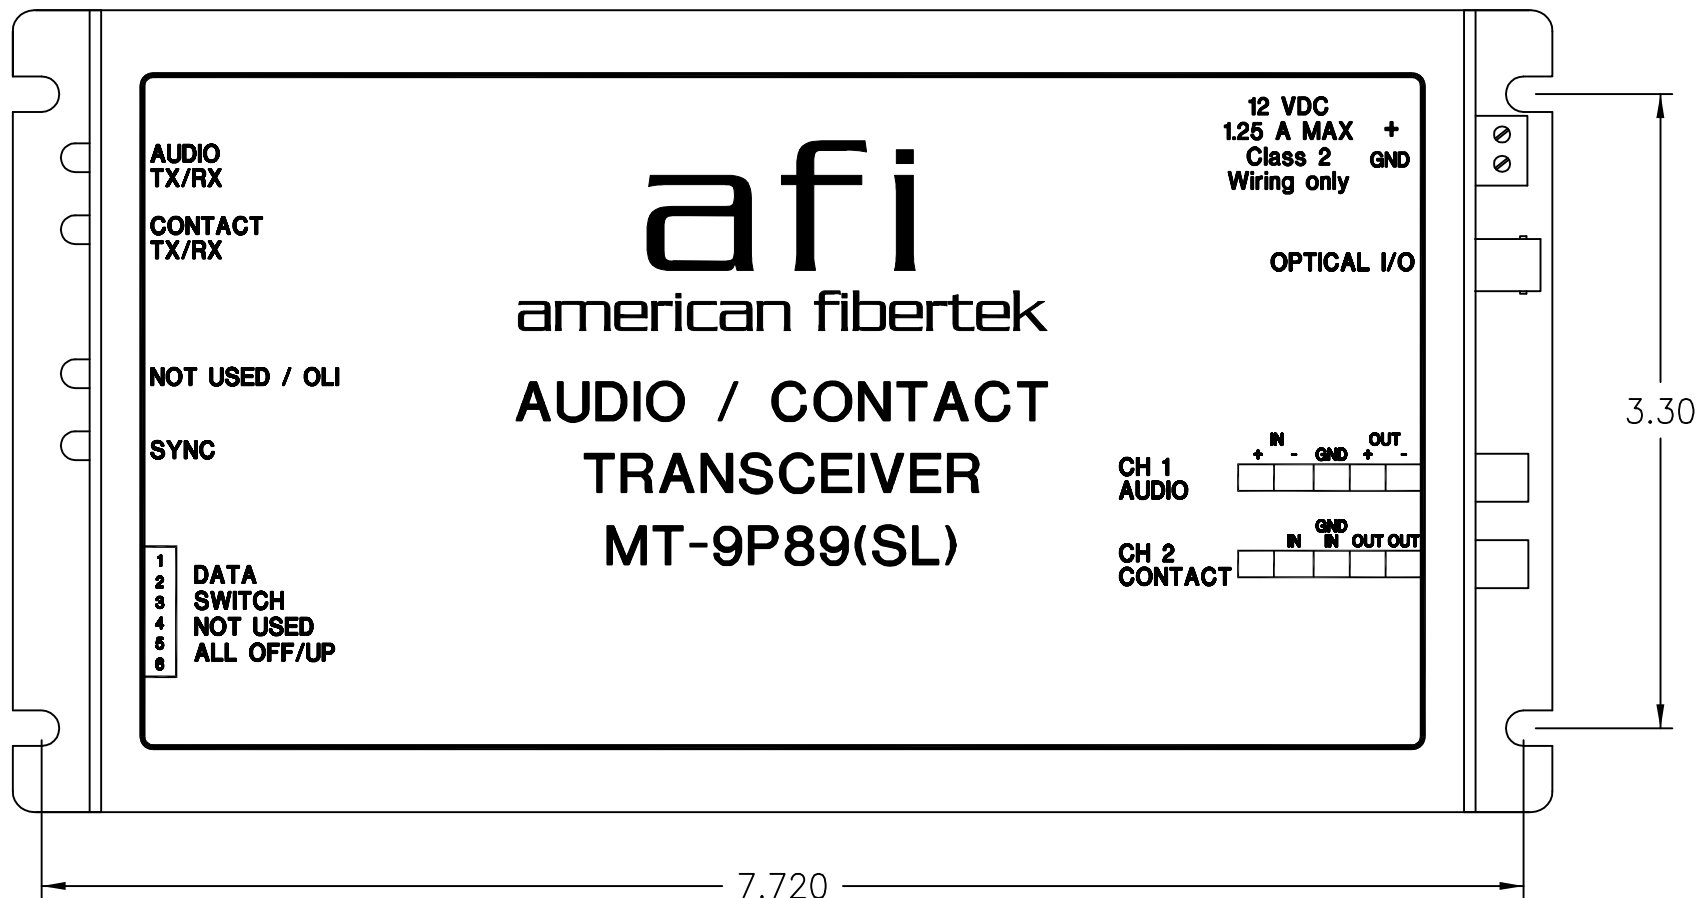 AUDIO
TX/RX
CONTACT
TX/RX
NOT USED / OLI
SYNC
1
2
3
4
5
6
DATA
SWITCH
NOT USED
ALL OFF/UP
afi
american fibertek
AUDIO / CONTACT
TRANSCEIVER
MT-9P89(SL)
12 VDC
1.25 A MAX +
Class 2 GND
Wiring only
OPTICAL I/O
IN OUT
+ - GND + -
CH 1
AUDIO
GND
IN IN OUT OUT
CH 2
CONTACT
3.30
7.720